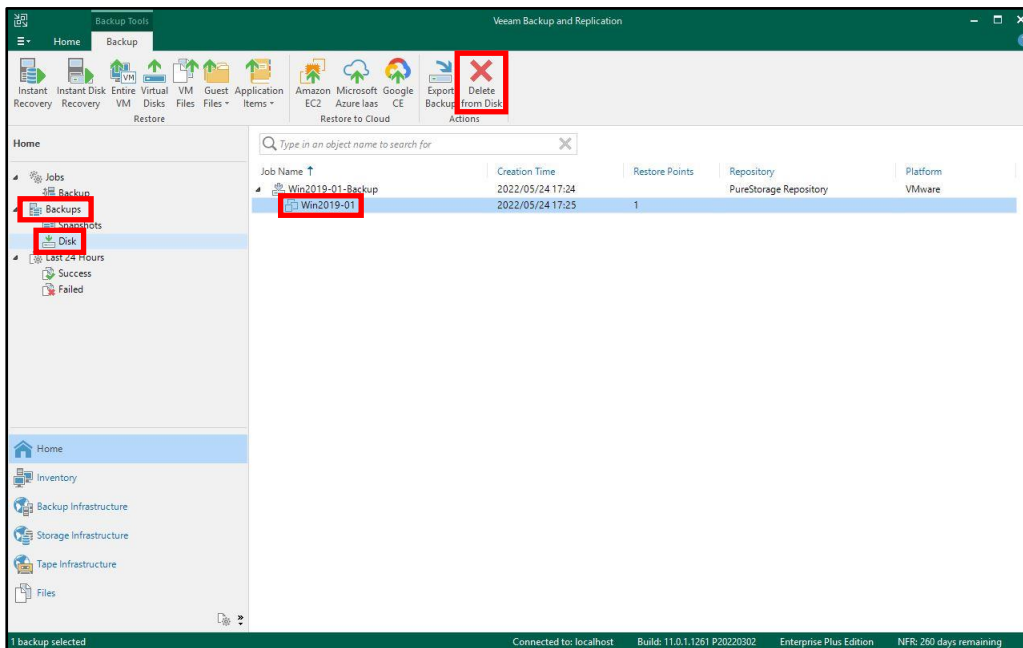 Backup Tools
Veeam Backup and Replication
Home
Backup
Instant Recovery
Instant Disk Recovery
Entire VM
Virtual Disks
VM Files
Guest Files
Application Items
Amazon EC2
Microsoft Azure Iaas
Google CE
Export Backup
Delete from Disk
Restore
Restore to Cloud
Actions
Home
Jobs
Backup
Backups
Snapshots
Disk
Last 24 Hours
Success
Failed
Type in an object name to search for
Job Name Creation Time Restore Points Repository Platform
Win2019-01-Backup 2022/05/24 17:24 PureStorage Repository VMware
Win2019-01 2022/05/24 17:25 1
Home
Inventory
Backup Infrastructure
Storage Infrastructure
Tape Infrastructure
Files
1 backup selected Connected to: localhost Build: 11.0.1.1261 P20220302 Enterprise Plus Edition NFR: 260 days remaining